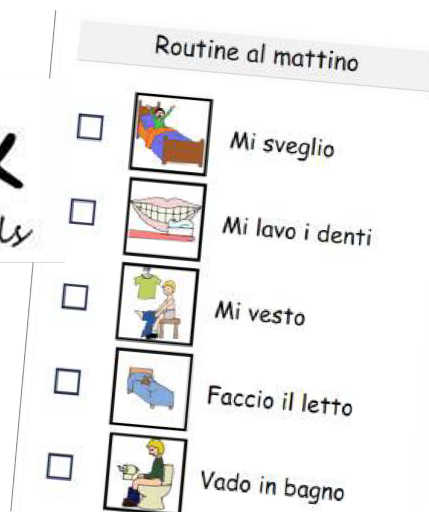 Routine al mattino
Mi sveglio
Mi lavo i denti
Mi vesto
Faccio il letto
Vado in bagno